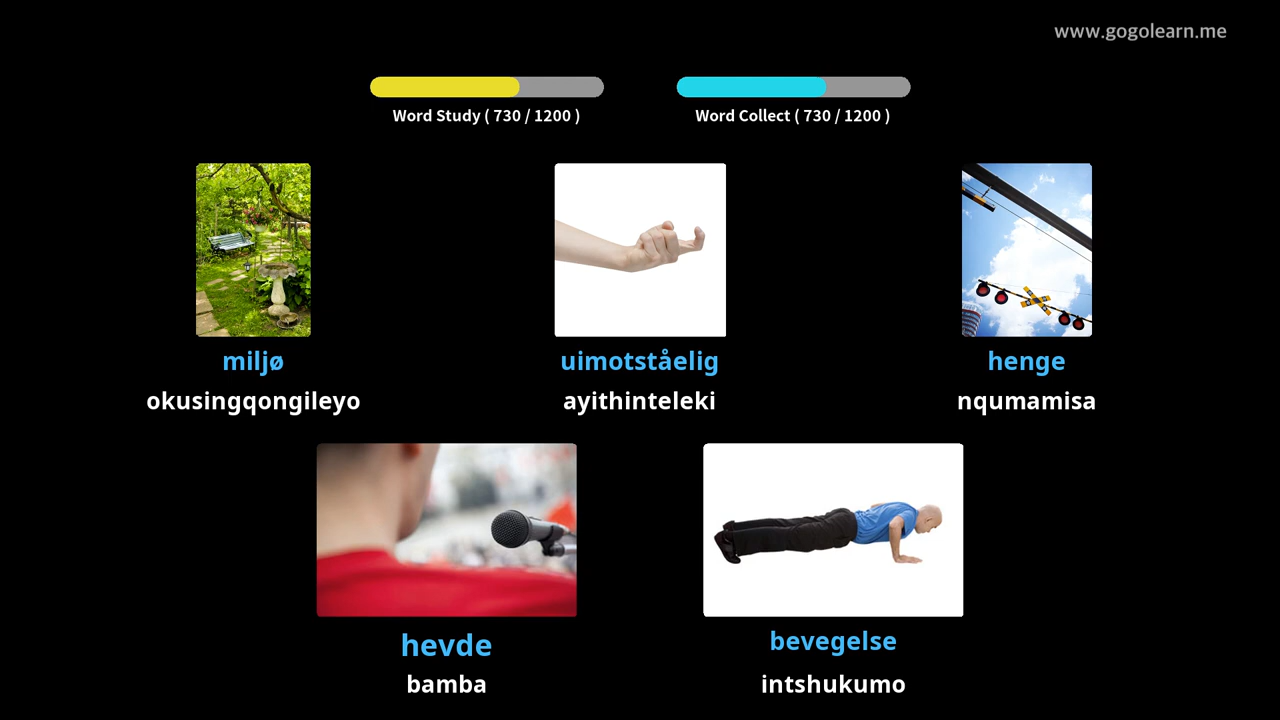 www.gogolearn.me
Word Study ( 730 / 1200 )
Word Collect ( 730 / 1200 )
miljø
okusingqongileyo
uimotståelig
ayithinteleki
henge
nqumamisa
hevde
bamba
bevegelse
intshukumo